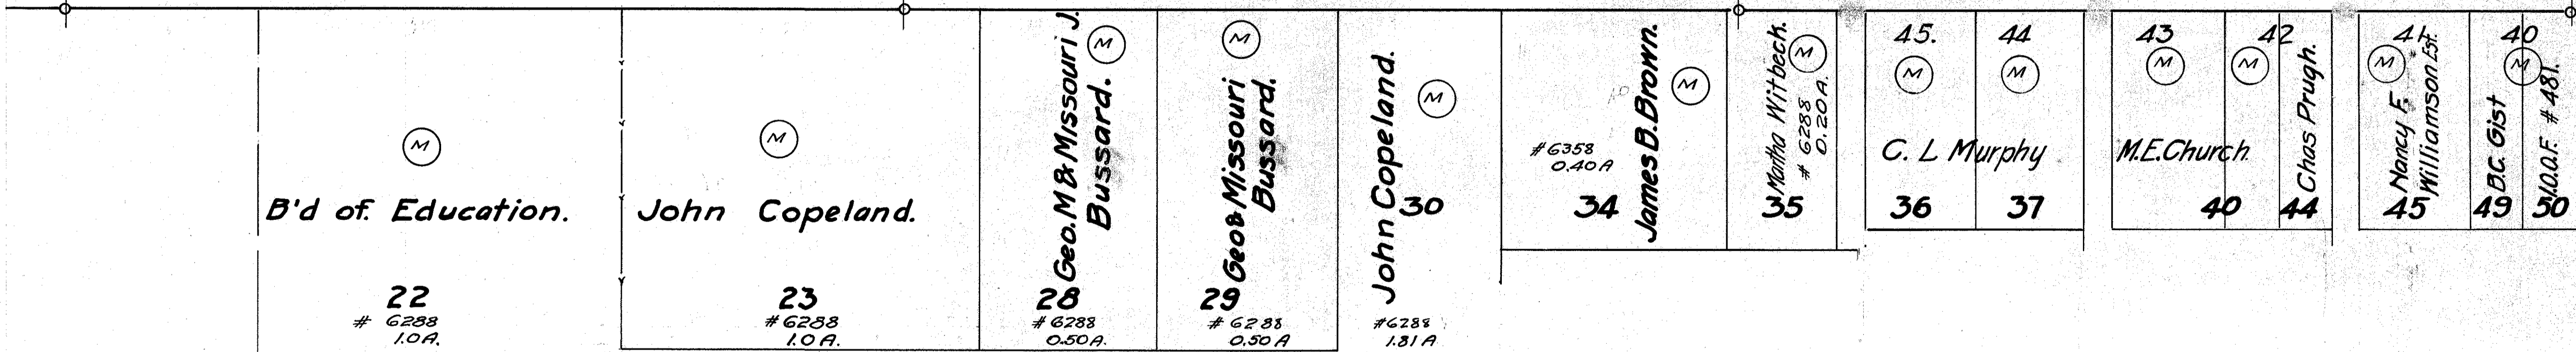 M
B'd of. Education.
22
# 6288
1.0 A.
M
John Copeland.
23
# 6288
1.0 A.
M
Geo. M & Missouri J.
Bussard.
28
# 6288
0.50 A.
M
Geo & Missouri
Bussard.
29
# 6288
0.50 A
M
John Copeland.
30
#6288
1.81 A
M
James B. Brown.
#6358
0.40 A
34
M
Martha Witbeck.
# 6288
0.20 A.
35
45.
44
M
M
C. L Murphy
36
37
43
42
M
M
M.E. Church
Chas Prugh.
40
44
41
40
M
M
Nancy F.
Williamson Est.
B.C. Gist
I.O.O.F. # 481.
45
49
50